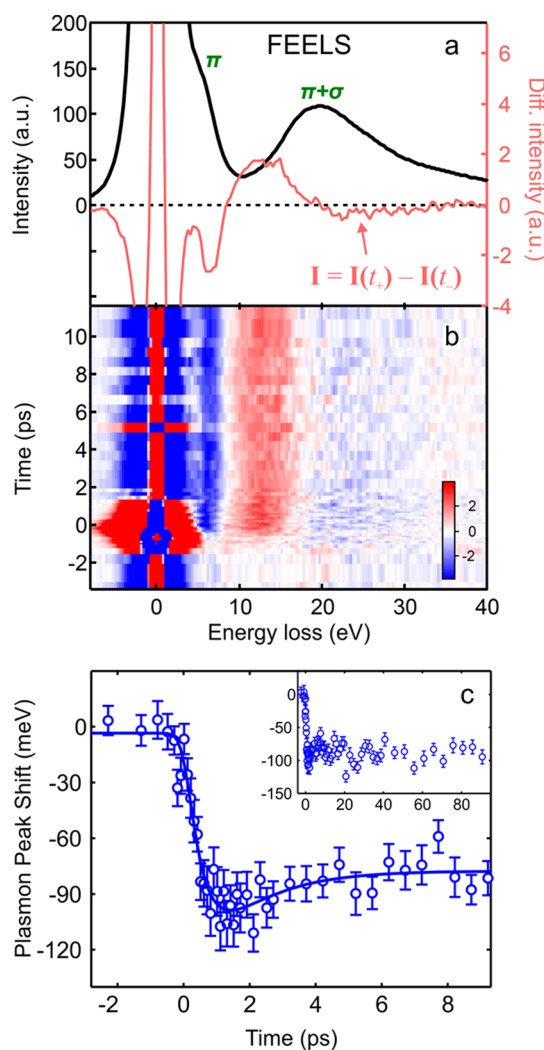 FEELS
a
π
π+σ
200
150
100
50
0
Intensity (a.u.)
6
4
2
0
-2
-4
Diff. intensity (a.u.)
I = I(t₊) – I(t₋)
b
10
8
6
4
2
0
-2
Time (ps)
2
0
-2
0 10 20 30 40
Energy loss (eV)
c
0
-30
-60
-90
-120
Plasmon Peak Shift (meV)
0
-50
-100
-150
0 20 40 60 80
-2 0 2 4 6 8
Time (ps)